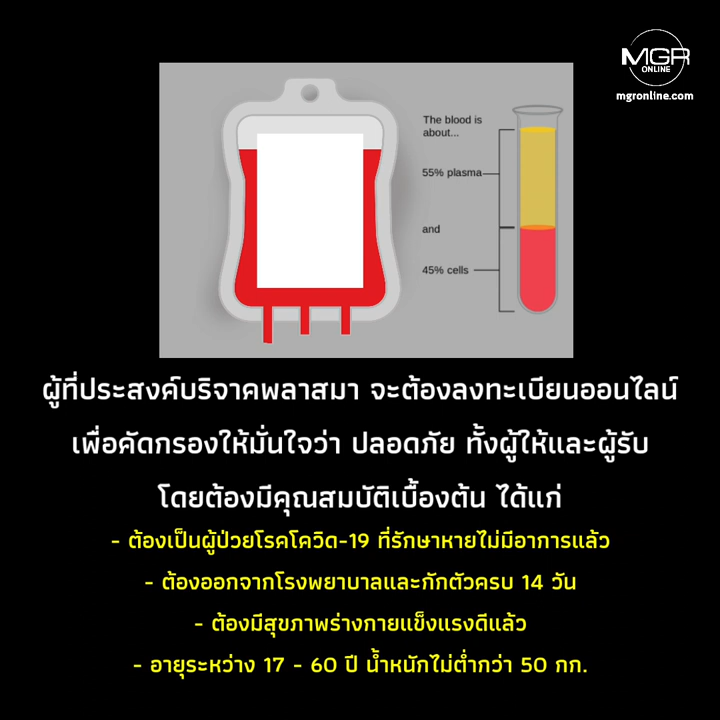 MGR
ONLINE
mgronline.com
The blood is
about...
55% plasma
and
45% cells
ผู้ที่ประสงค์บริจาคพลาสมา จะต้องลงทะเบียนออนไลน์
เพื่อคัดกรองให้มั่นใจว่า ปลอดภัย ทั้งผู้ให้และผู้รับ
โดยต้องมีคุณสมบัติเบื้องต้น ได้แก่
- ต้องเป็นผู้ป่วยโรคโควิด-19 ที่รักษาหายไม่มีอาการแล้ว
- ต้องออกจากโรงพยาบาลและกักตัวครบ 14 วัน
- ต้องมีสุขภาพร่างกายแข็งแรงดีแล้ว
- อายุระหว่าง 17 - 60 ปี น้ำหนักไม่ต่ำกว่า 50 กก.